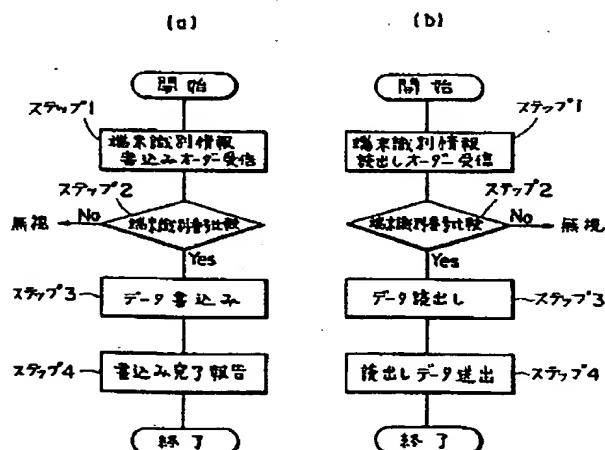 (a)
開始
ステップ1
端末識別情報
書込みオーダー受信
ステップ2
端末識別番号比較
No
無視
Yes
ステップ3
データ書込み
ステップ4
書込み完了報告
終了
(b)
開始
ステップ1
端末識別情報
読出しオーダー受信
ステップ2
端末識別番号比較
No
無視
Yes
データ読出し
ステップ3
読出しデータ送出
ステップ4
終了